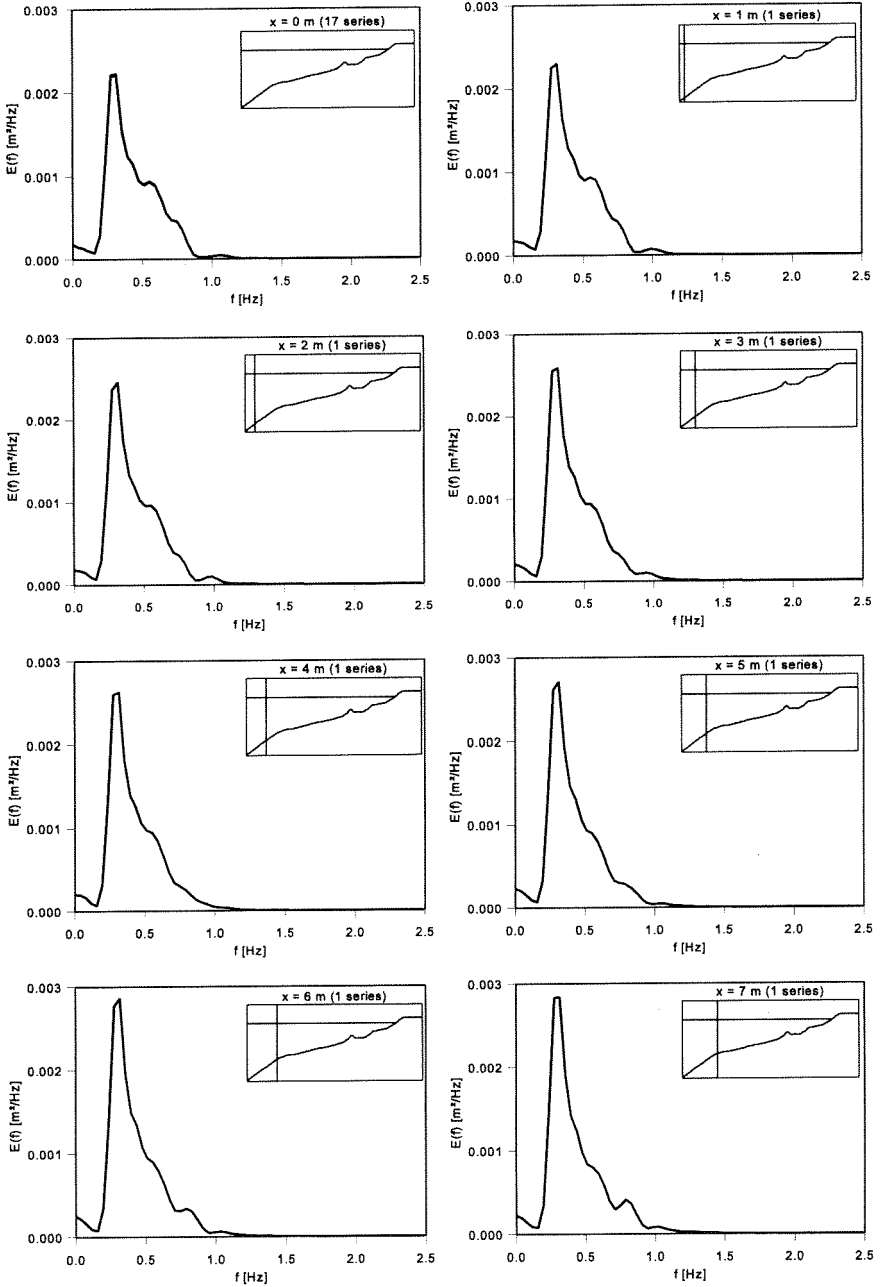 x = 0 m (17 series)
E(f) [m²/Hz]
0.003
0.002
0.001
0.000
0.0 0.5 1.0 1.5 2.0 2.5
f [Hz]
x = 1 m (1 series)
E(f) [m²/Hz]
0.003
0.002
0.001
0.000
0.0 0.5 1.0 1.5 2.0 2.5
f [Hz]
x = 2 m (1 series)
E(f) [m²/Hz]
0.003
0.002
0.001
0.000
0.0 0.5 1.0 1.5 2.0 2.5
f [Hz]
x = 3 m (1 series)
E(f) [m²/Hz]
0.003
0.002
0.001
0.000
0.0 0.5 1.0 1.5 2.0 2.5
f [Hz]
x = 4 m (1 series)
E(f) [m²/Hz]
0.003
0.002
0.001
0.000
0.0 0.5 1.0 1.5 2.0 2.5
f [Hz]
x = 5 m (1 series)
E(f) [m²/Hz]
0.003
0.002
0.001
0.000
0.0 0.5 1.0 1.5 2.0 2.5
f [Hz]
x = 6 m (1 series)
E(f) [m²/Hz]
0.003
0.002
0.001
0.000
0.0 0.5 1.0 1.5 2.0 2.5
f [Hz]
x = 7 m (1 series)
E(f) [m²/Hz]
0.003
0.002
0.001
0.000
0.0 0.5 1.0 1.5 2.0 2.5
f [Hz]